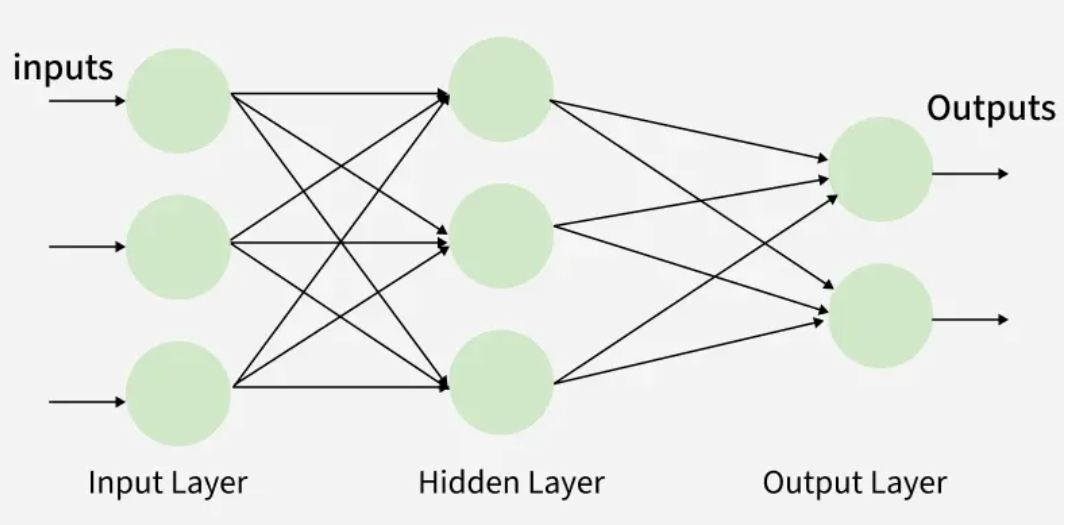 inputs
Outputs
Input Layer
Hidden Layer
Output Layer